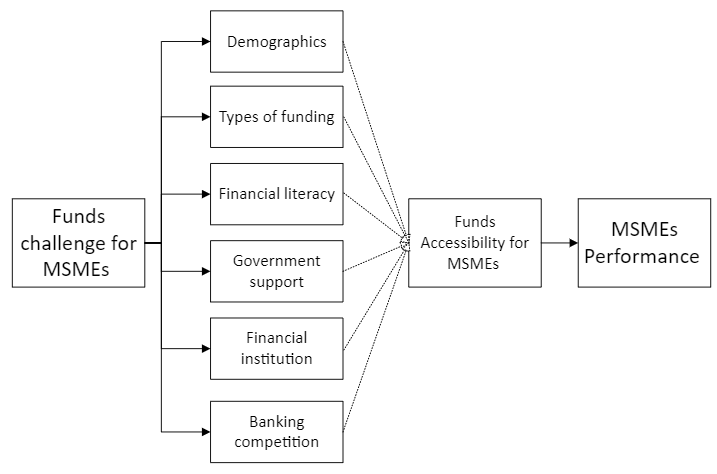 Demographics
Types of funding
Financial literacy
Funds
challenge for
MSMEs
Government
support
Financial
institution
Banking
competition
Funds
Accessibility for
MSMEs
MSMEs
Performance